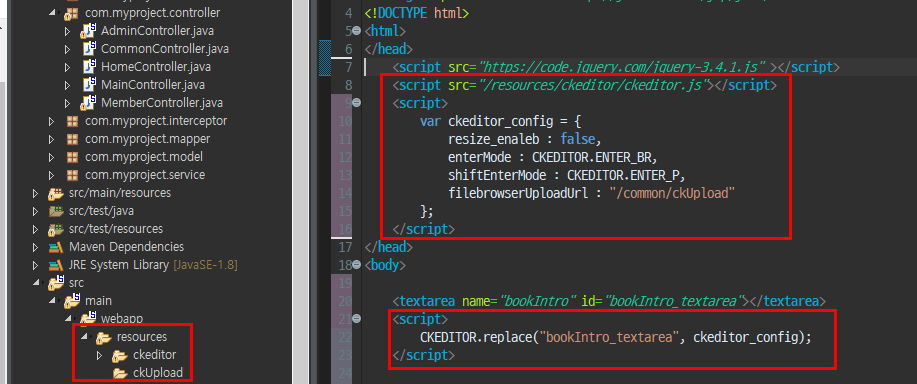 com.myproject.controller
AdminController.java
CommonController.java
HomeController.java
MainController.java
MemberController.java
com.myproject.interceptor
com.myproject.mapper
com.myproject.model
com.myproject.service
src/main/resources
src/test/java
src/test/resources
Maven Dependencies
JRE System Library [JavaSE-1.8]
src
main
webapp
resources
ckeditor
ckUpload
4 <!DOCTYPE html>
5 <html>
6 </head>
7 <script src="https://code.jquery.com/jquery-3.4.1.js" ></script>
8 <script src="/resources/ckeditor/ckeditor.js"></script>
9 <script>
10 var ckeditor_config = {
11 resize_enaleb : false,
12 enterMode : CKEDITOR.ENTER_BR,
13 shiftEnterMode : CKEDITOR.ENTER_P,
14 filebrowserUploadUrl : "/common/ckUpload"
15 };
16 </script>
17 </head>
18 <body>
19
20 <textarea name="bookIntro" id="bookIntro_textarea"></textarea>
21 <script>
22 CKEDITOR.replace("bookIntro_textarea", ckeditor_config);
23 </script>
24